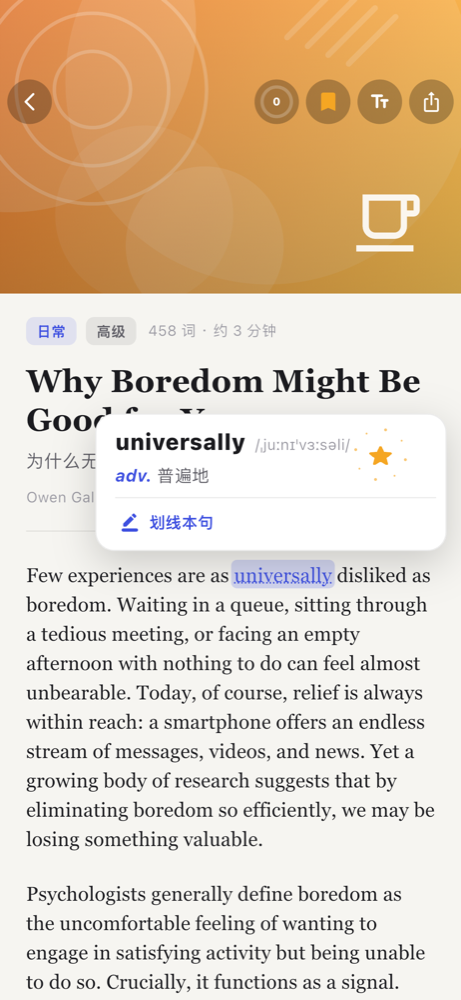 0
Tт
日常 高级 458 词 · 约 3 分钟
Why Boredom Might Be
Good for Y
为什么无
Owen Gal
universally /ˌjuːnɪˈvɜːsəli/
adv. 普遍地
划线本句
Few experiences are as universally disliked as
boredom. Waiting in a queue, sitting through
a tedious meeting, or facing an empty
afternoon with nothing to do can feel almost
unbearable. Today, of course, relief is always
within reach: a smartphone offers an endless
stream of messages, videos, and news. Yet a
growing body of research suggests that by
eliminating boredom so efficiently, we may be
losing something valuable.
Psychologists generally define boredom as
the uncomfortable feeling of wanting to
engage in satisfying activity but being unable
to do so. Crucially, it functions as a signal.